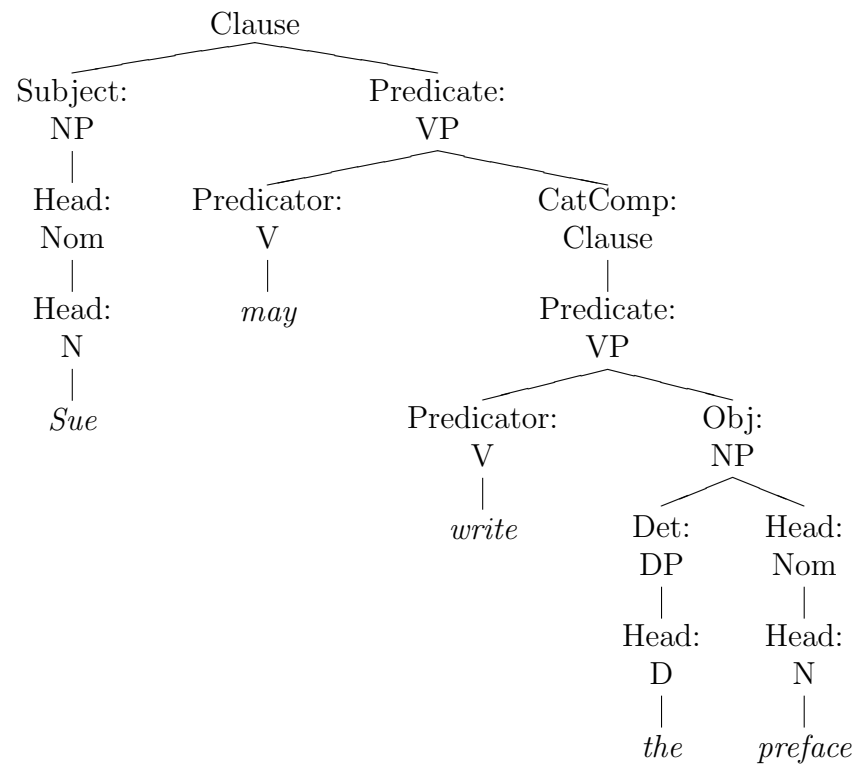 Clause
Subject: Predicate:
NP VP
Head: Predicator: CatComp:
Nom V Clause
Head: may Predicate:
N VP
Sue Predicator: Obj:
V NP
write Det: Head:
DP Nom
Head: Head:
D N
the preface